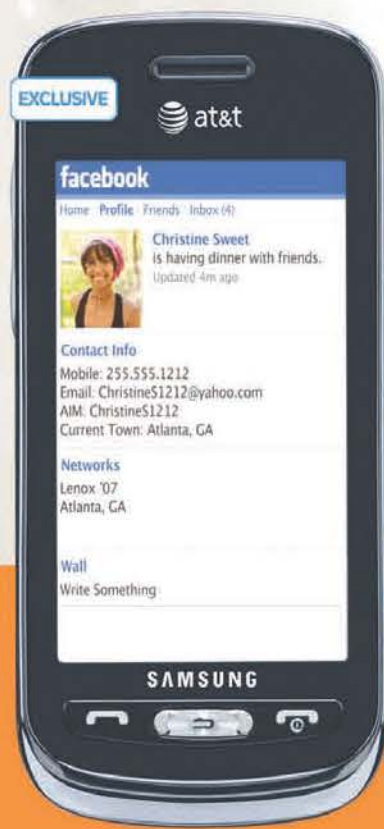 EXCLUSIVE
at&t
facebook
Home Profile Friends Inbox (4)
Christine Sweet
is having dinner with friends.
Updated 4m ago
Contact Info
Mobile: 255.555.1212
Email: ChristineS1212@yahoo.com
AIM: ChristineS1212
Current Town: Atlanta, GA
Networks
Lenox '07
Atlanta, GA
Wall
Write Something
SAMSUNG